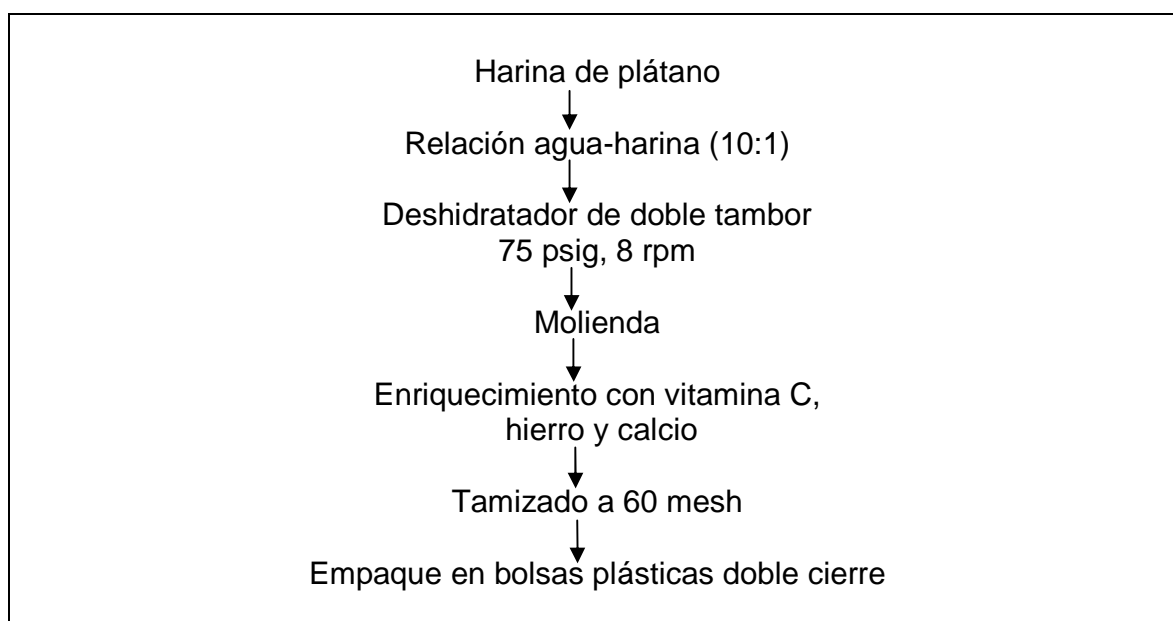 Harina de plátano
Relación agua-harina (10:1)
Deshidratador de doble tambor
75 psig, 8 rpm
Molienda
Enriquecimiento con vitamina C,
hierro y calcio
Tamizado a 60 mesh
Empaque en bolsas plásticas doble cierre